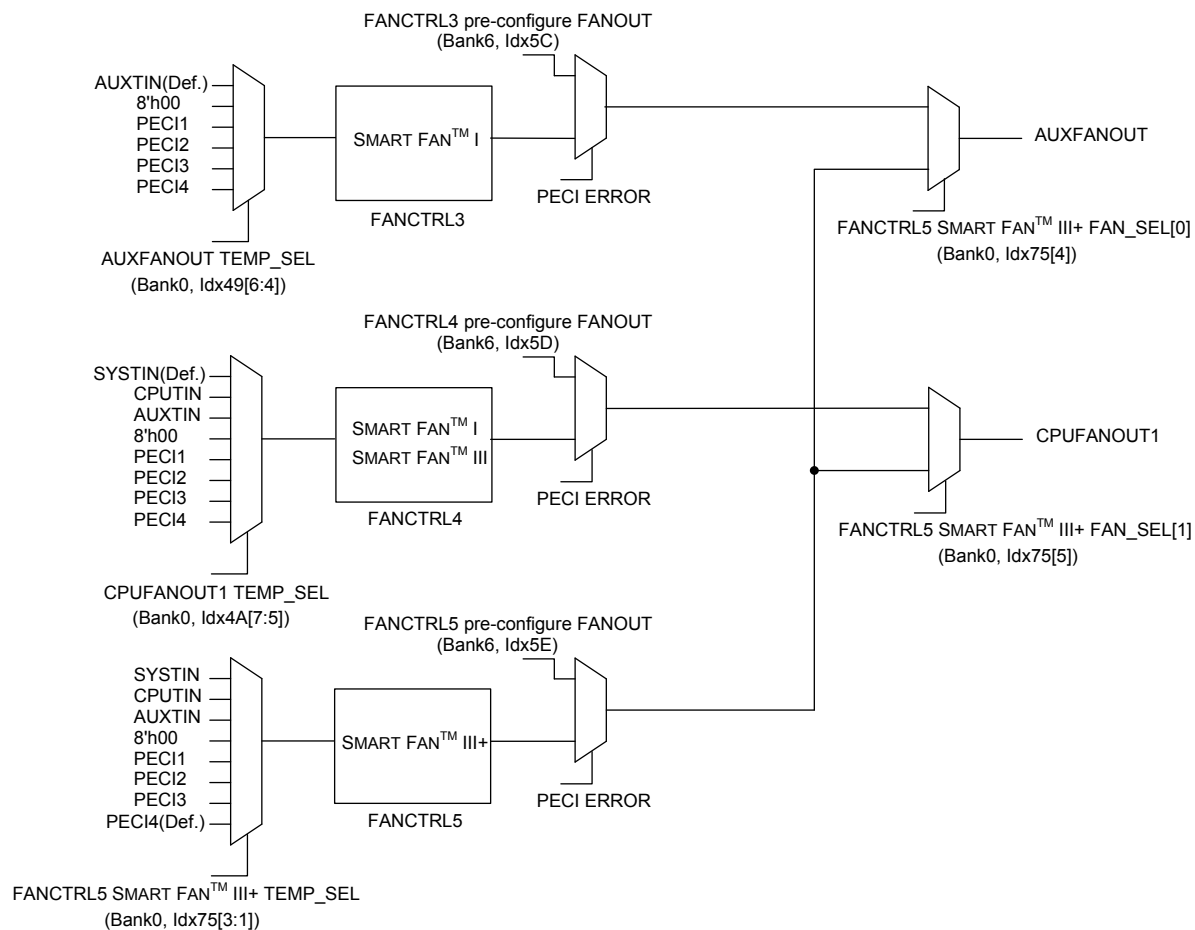 FANCTRL3 pre-configure FANOUT
(Bank6, Idx5C)
AUXTIN(Def.)
8'h00
PECI1
PECI2
PECI3
PECI4
SMART FAN™ I
FANCTRL3
PECI ERROR
AUXFANOUT
AUXFANOUT TEMP_SEL
(Bank0, Idx49[6:4])
FANCTRL5 SMART FAN™ III+ FAN_SEL[0]
(Bank0, Idx75[4])
FANCTRL4 pre-configure FANOUT
(Bank6, Idx5D)
SYSTIN(Def.)
CPUTIN
AUXTIN
8'h00
PECI1
PECI2
PECI3
PECI4
SMART FAN™ I
SMART FAN™ III
FANCTRL4
PECI ERROR
CPUFANOUT1
CPUFANOUT1 TEMP_SEL
(Bank0, Idx4A[7:5])
FANCTRL5 SMART FAN™ III+ FAN_SEL[1]
(Bank0, Idx75[5])
FANCTRL5 pre-configure FANOUT
(Bank6, Idx5E)
SYSTIN
CPUTIN
AUXTIN
8'h00
PECI1
PECI2
PECI3
PECI4(Def.)
SMART FAN™ III+
FANCTRL5
PECI ERROR
FANCTRL5 SMART FAN™ III+ TEMP_SEL
(Bank0, Idx75[3:1])